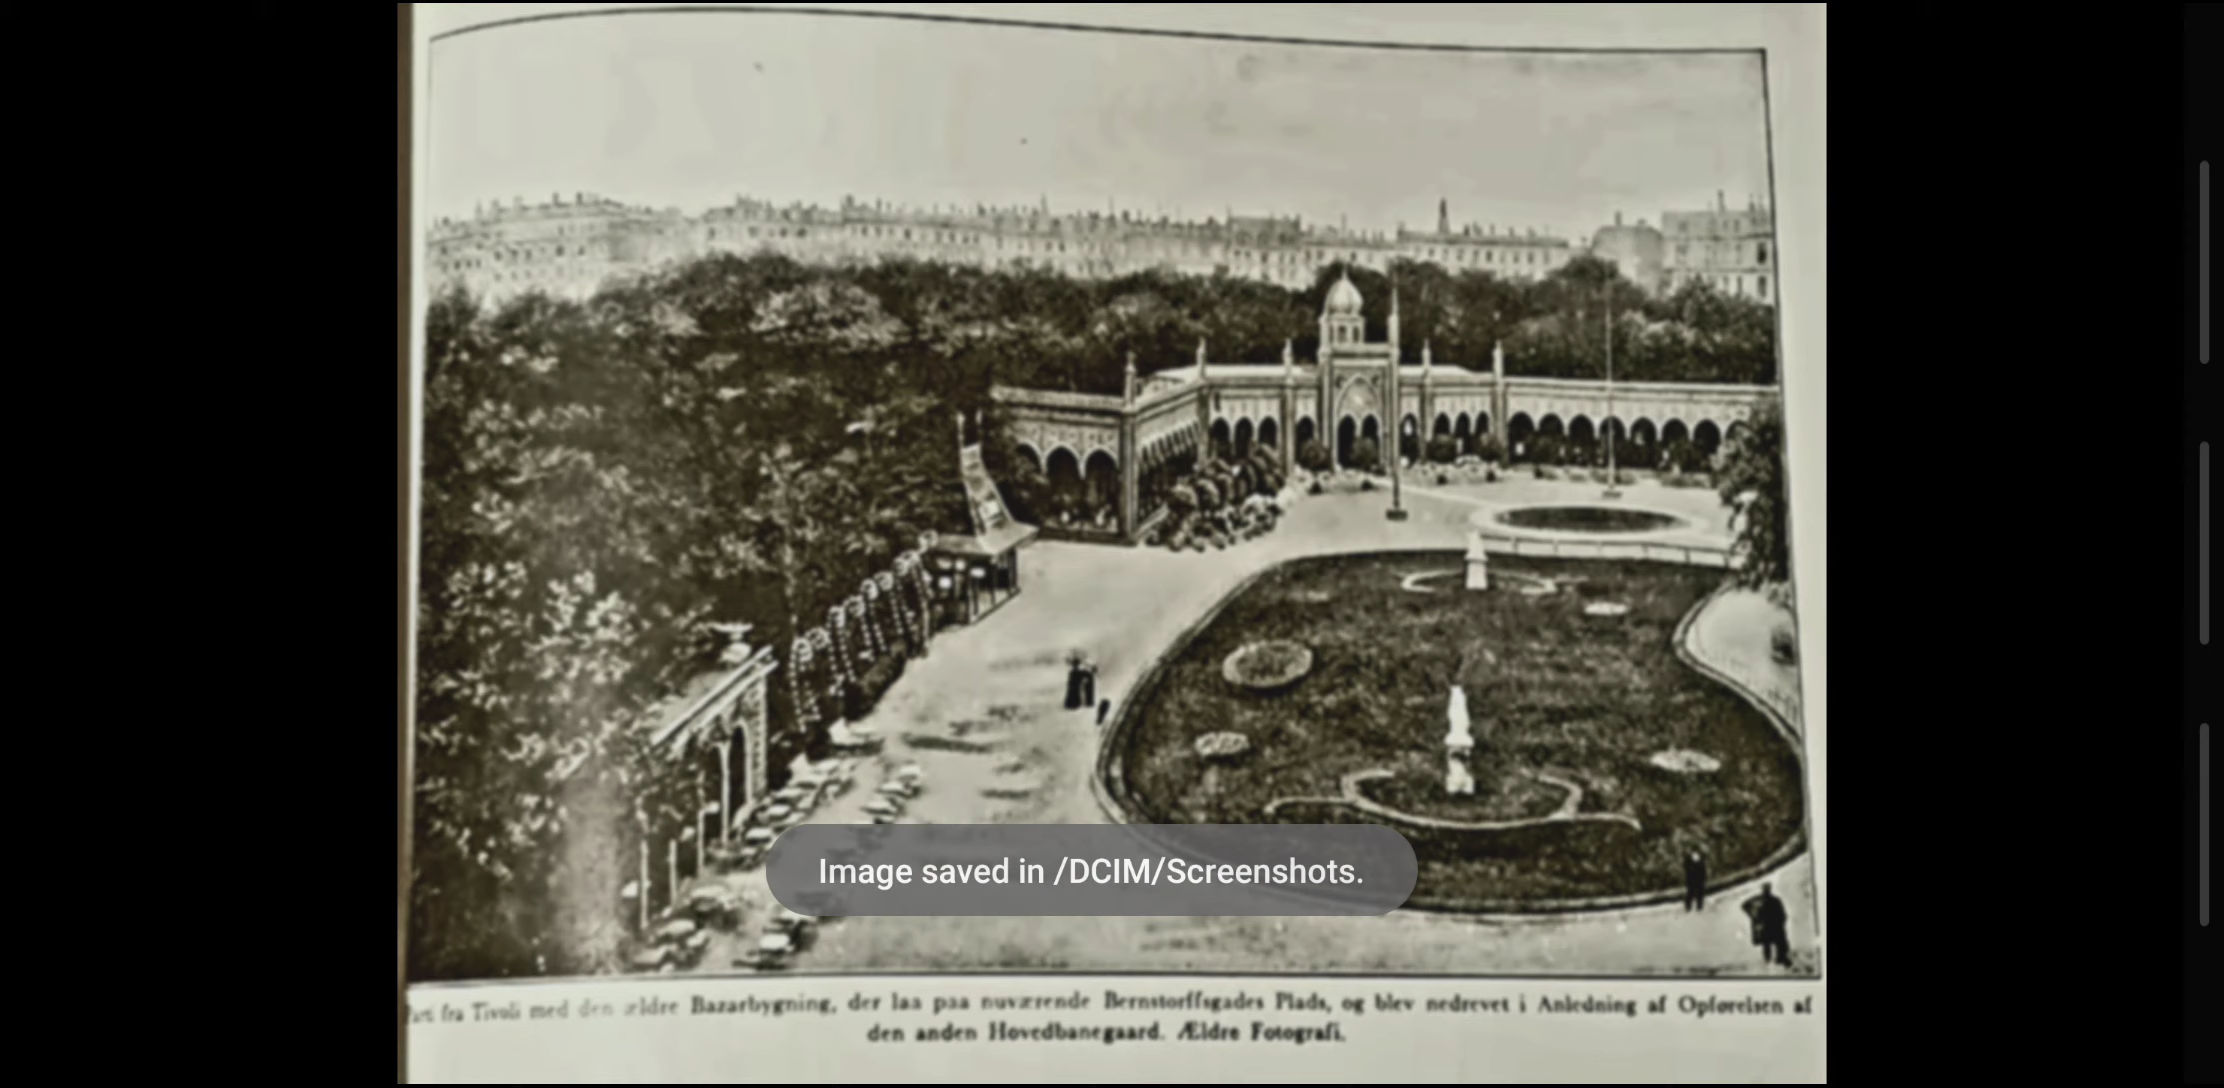 Image saved in /DCIM/Screenshots.
Parti fra Tivoli med den ældre Bazarbygning, der laa paa nuværende Bernstorffsgades Plads, og blev nedrevet i Anledning af Opførelsen af
den anden Hovedbanegaard. Ældre Fotografi.